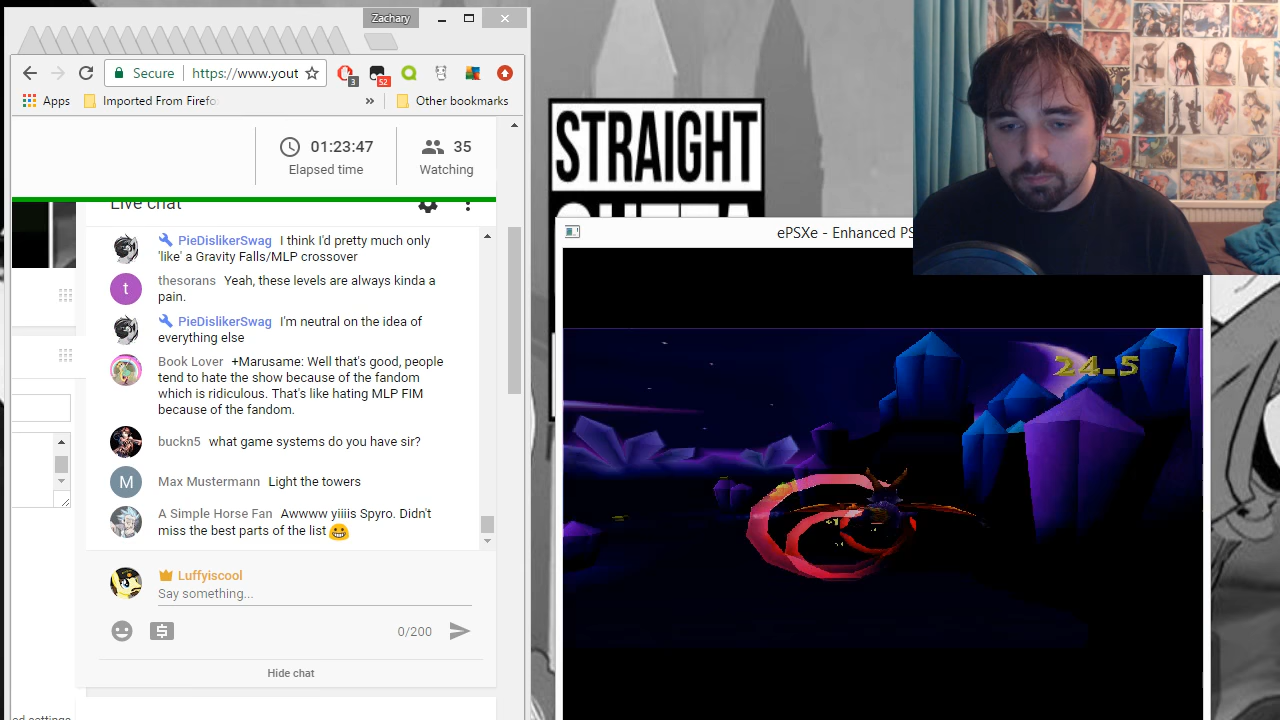 Zachary
Secure
https://www.yout
3
52
Apps
Imported From Firefo
»
Other bookmarks
01:23:47
Elapsed time
35
Watching
Live chat
PieDislikerSwag I think I'd pretty much only
'like' a Gravity Falls/MLP crossover
t
thesorans Yeah, these levels are always kinda a
pain.
PieDislikerSwag I'm neutral on the idea of
everything else
Book Lover +Marusame: Well that's good, people
tend to hate the show because of the fandom
which is ridiculous. That's like hating MLP FIM
because of the fandom.
buckn5 what game systems do you have sir?
M
Max Mustermann Light the towers
A Simple Horse Fan Awwww yiiiis Spyro. Didn't
miss the best parts of the list
Luffyiscool
Say something...
0/200
Hide chat
ed settings
STRAIGHT
ePSXe - Enhanced PS
24.5